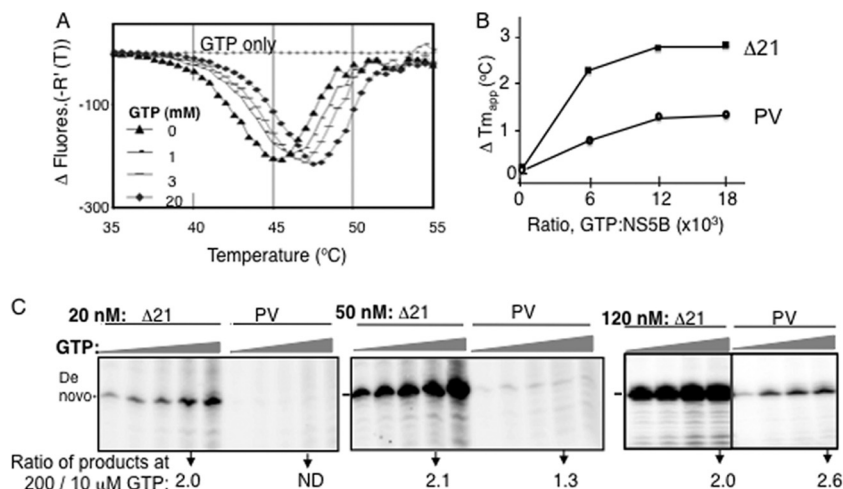 A
GTP only
-100
-300
Δ Fluores.(-R'(T))
GTP (mM)
0
1
3
20
35 40 45 50 55
Temperature (°C)
B
3
2
1
0
Δ Tmapp (°C)
Δ21
PV
0 6 12 18
Ratio, GTP:NS5B (x10³)
C
20 nM: Δ21 PV
50 nM: Δ21 PV
120 nM: Δ21 PV
GTP:
De
novo-
Ratio of products at
200 / 10 µM GTP: 2.0 ND 2.1 1.3 2.0 2.6